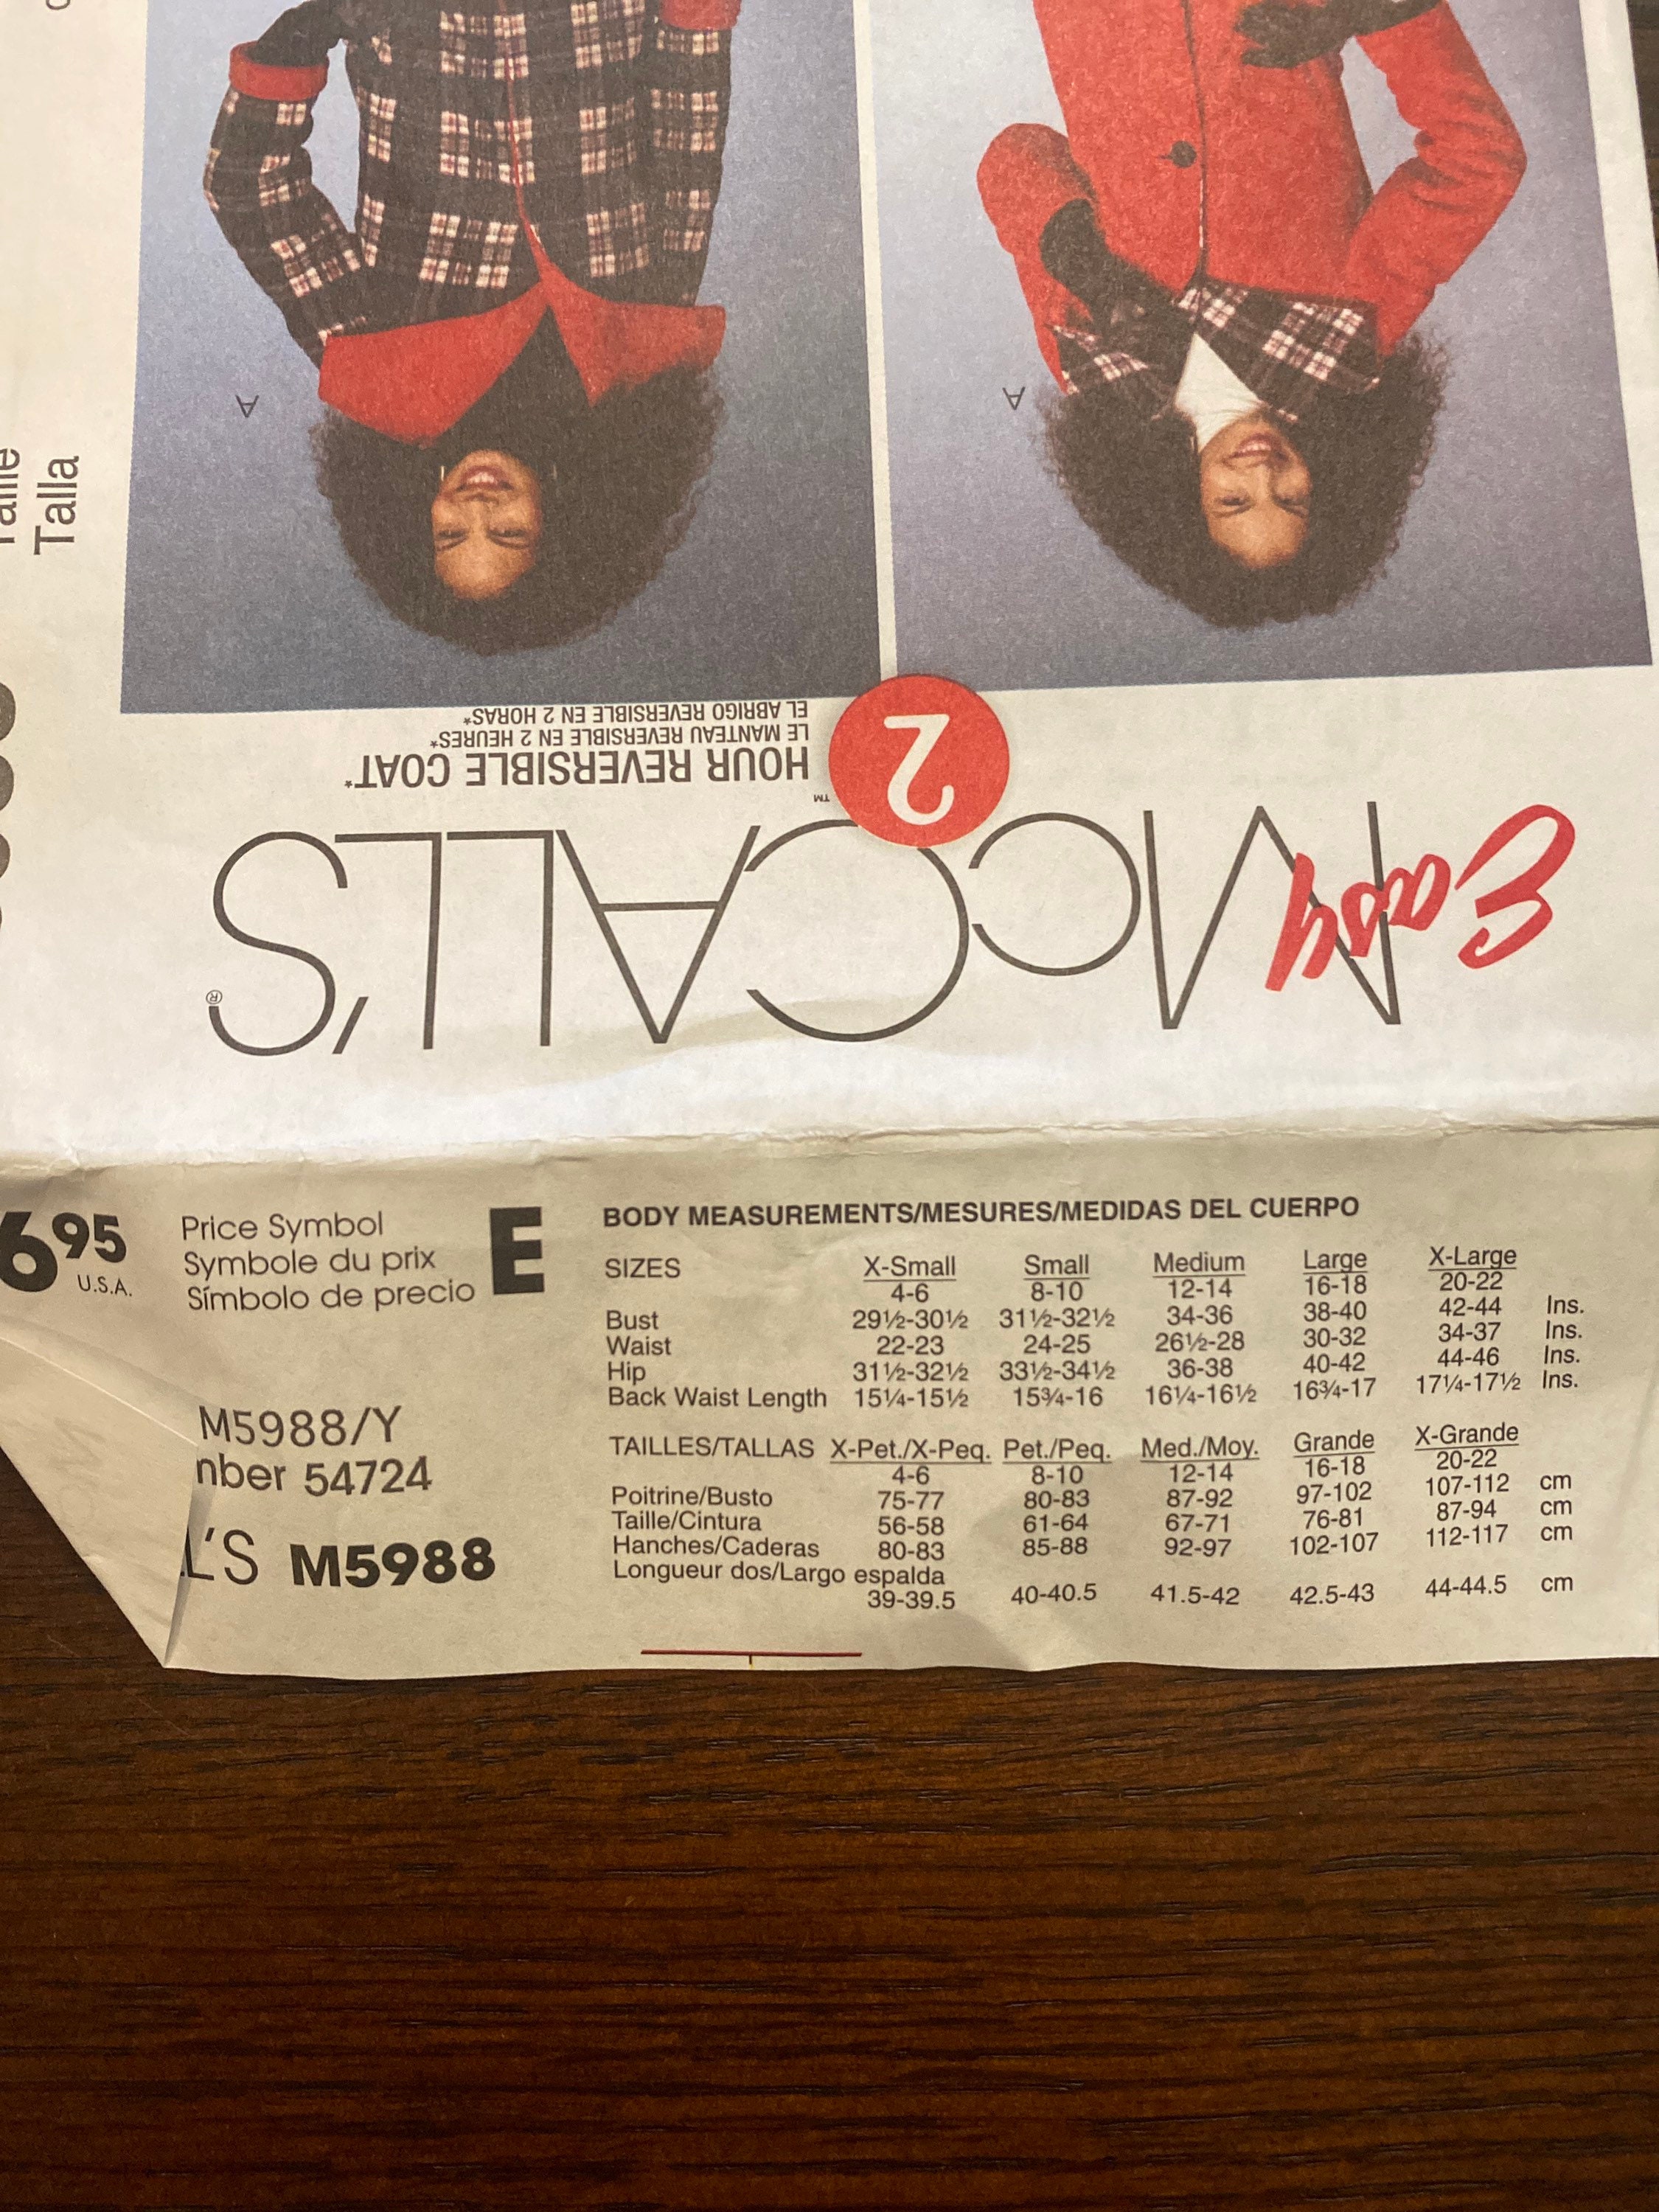 Easy
McCALL'S®
2 HOUR REVERSIBLE COAT*™
LE MANTEAU REVERSIBLE EN 2 HEURES*
EL ABRIGO REVERSIBLE EN 2 HORAS*
A
A
Talla
695
U.S.A.
Price Symbol
Symbole du prix
Símbolo de precio
E
M5988/Y
nber 54724
L'S M5988
BODY MEASUREMENTS/MESURES/MEDIDAS DEL CUERPO
SIZES X-Small Small Medium Large X-Large
4-6 8-10 12-14 16-18 20-22
Bust 29½-30½ 31½-32½ 34-36 38-40 42-44 Ins.
Waist 22-23 24-25 26½-28 30-32 34-37 Ins.
Hip 31½-32½ 33½-34½ 36-38 40-42 44-46 Ins.
Back Waist Length 15¼-15½ 15¾-16 16¼-16½ 16¾-17 17¼-17½ Ins.
TAILLES/TALLAS X-Pet./X-Peq. Pet./Peq. Med./Moy. Grande X-Grande
4-6 8-10 12-14 16-18 20-22
Poitrine/Busto 75-77 80-83 87-92 97-102 107-112 cm
Taille/Cintura 56-58 61-64 67-71 76-81 87-94 cm
Hanches/Caderas 80-83 85-88 92-97 102-107 112-117 cm
Longueur dos/Largo espalda
39-39.5 40-40.5 41.5-42 42.5-43 44-44.5 cm